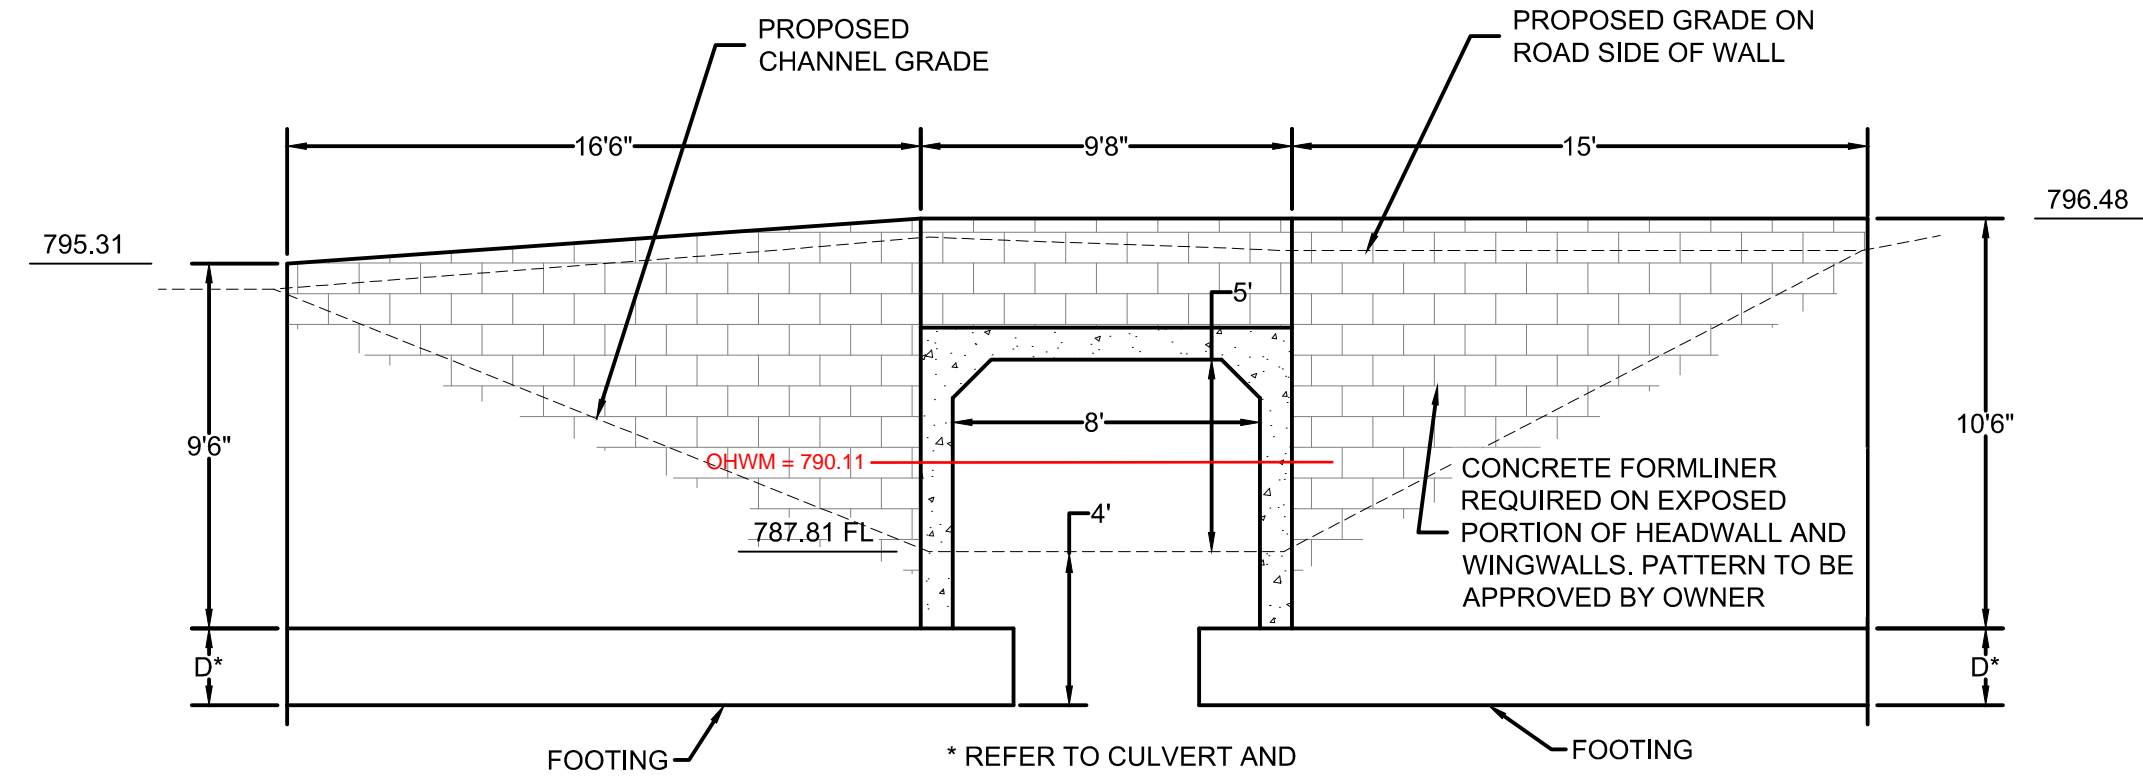 PROPOSED
CHANNEL GRADE
PROPOSED GRADE ON
ROAD SIDE OF WALL
16'6"
9'8"
15'
795.31
796.48
5'
9'6"
8'
10'6"
OHWM = 790.11
CONCRETE FORMLINER
REQUIRED ON EXPOSED
PORTION OF HEADWALL AND
WINGWALLS. PATTERN TO BE
APPROVED BY OWNER
787.81 FL
4'
D*
D*
FOOTING
* REFER TO CULVERT AND
FOOTING